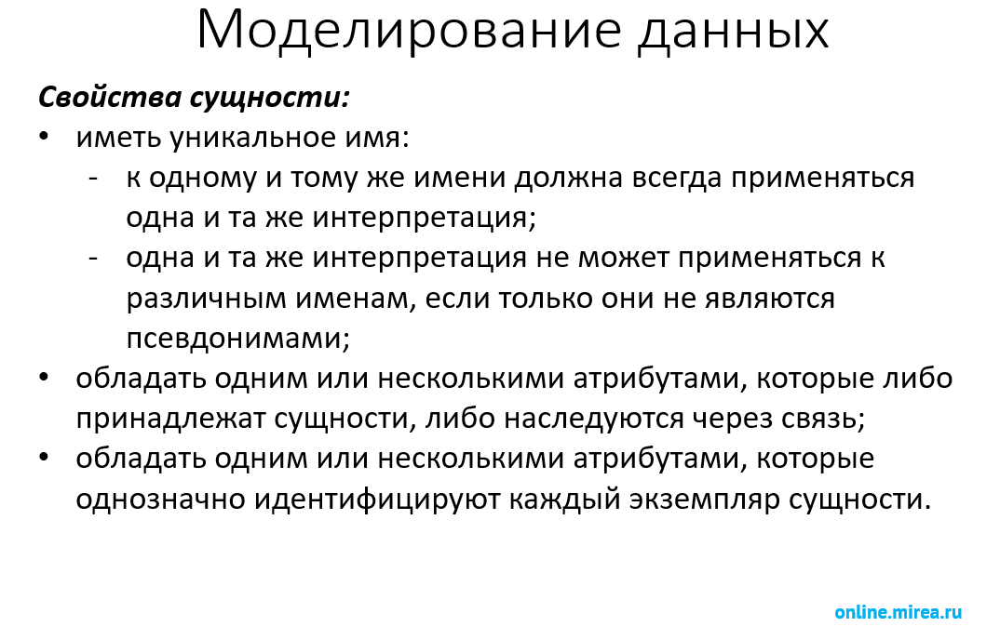 Моделирование данных
Свойства сущности:
• иметь уникальное имя:
- к одному и тому же имени должна всегда применяться
одна и та же интерпретация;
- одна и та же интерпретация не может применяться к
различным именам, если только они не являются
псевдонимами;
• обладать одним или несколькими атрибутами, которые либо
принадлежат сущности, либо наследуются через связь;
• обладать одним или несколькими атрибутами, которые
однозначно идентифицируют каждый экземпляр сущности.
online.mirea.ru